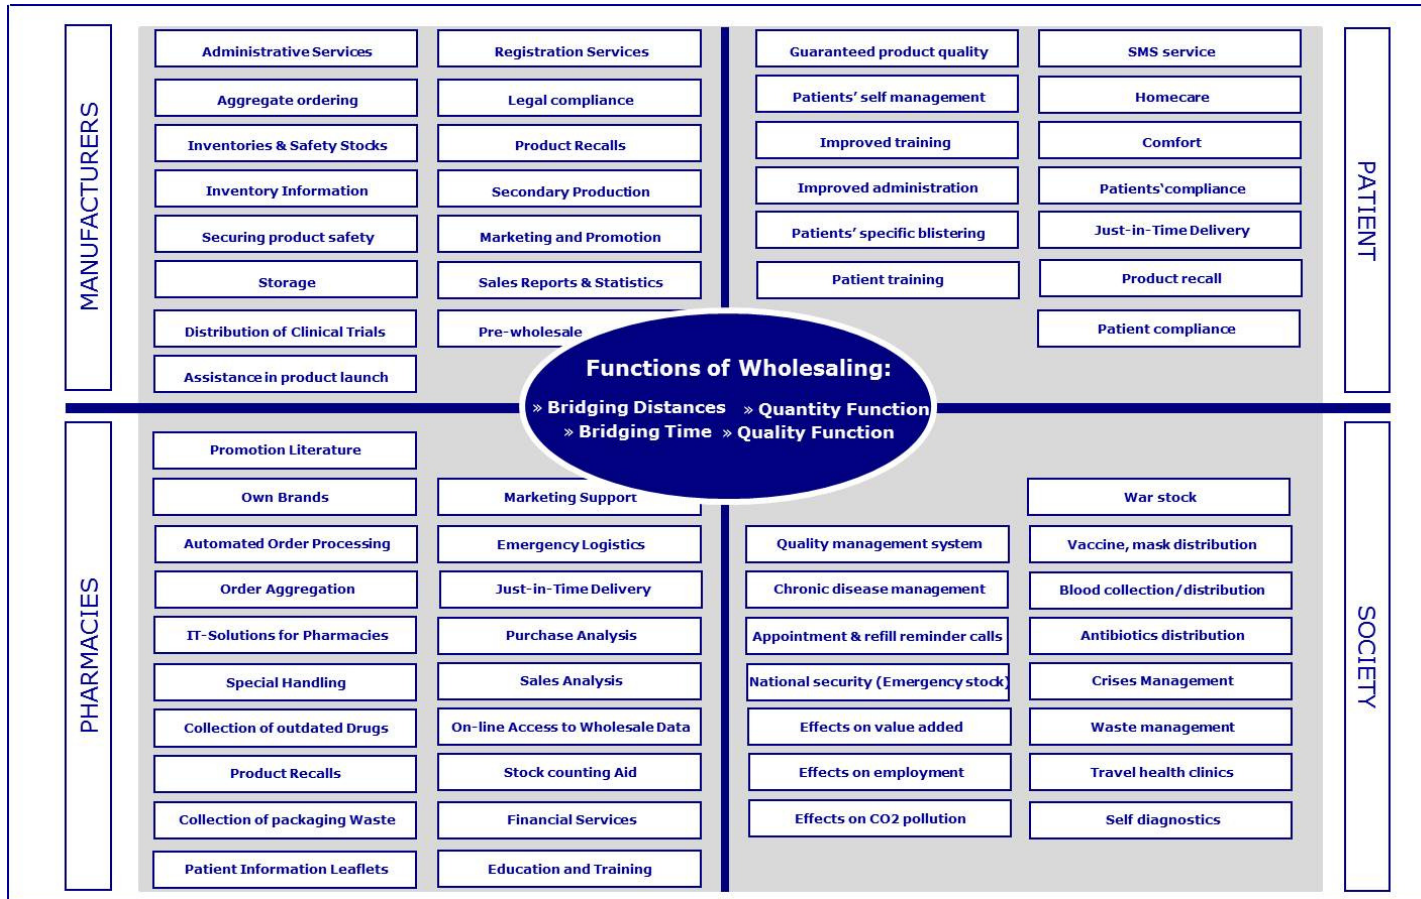 MANUFACTURERS
Administrative Services
Registration Services
Aggregate ordering
Legal compliance
Inventories & Safety Stocks
Product Recalls
Inventory Information
Secondary Production
Securing product safety
Marketing and Promotion
Storage
Sales Reports & Statistics
Distribution of Clinical Trials
Pre-wholesale
Assistance in product launch
PATIENT
Guaranteed product quality
SMS service
Patients’ self management
Homecare
Improved training
Comfort
Improved administration
Patients‘compliance
Patients’ specific blistering
Just-in-Time Delivery
Patient training
Product recall
Patient compliance
Functions of Wholesaling:
» Bridging Distances » Quantity Function
» Bridging Time » Quality Function
PHARMACIES
Promotion Literature
Own Brands
Marketing Support
Automated Order Processing
Emergency Logistics
Order Aggregation
Just-in-Time Delivery
IT-Solutions for Pharmacies
Purchase Analysis
Special Handling
Sales Analysis
Collection of outdated Drugs
On-line Access to Wholesale Data
Product Recalls
Stock counting Aid
Collection of packaging Waste
Financial Services
Patient Information Leaflets
Education and Training
SOCIETY
War stock
Quality management system
Vaccine, mask distribution
Chronic disease management
Blood collection/distribution
Appointment & refill reminder calls
Antibiotics distribution
National security (Emergency stock)
Crises Management
Effects on value added
Waste management
Effects on employment
Travel health clinics
Effects on CO2 pollution
Self diagnostics